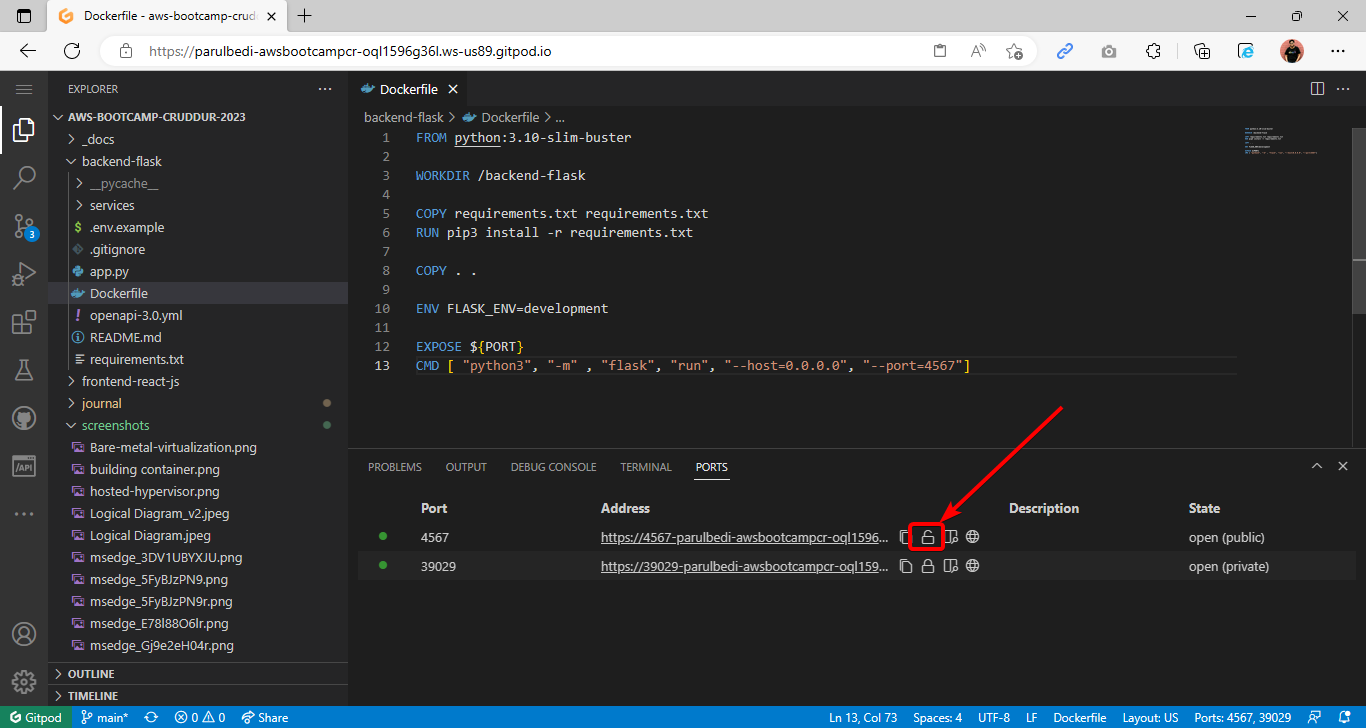 Dockerfile - aws-bootcamp-crud
https://parulbedi-awsbootcampcr-oql1596g36l.ws-us89.gitpod.io
EXPLORER
AWS-BOOTCAMP-CRUDDUR-2023
_docs
backend-flask
__pycache__
services
.env.example
.gitignore
app.py
Dockerfile
openapi-3.0.yml
README.md
requirements.txt
frontend-react-js
journal
screenshots
Bare-metal-virtualization.png
building container.png
hosted-hypervisor.png
Logical Diagram_v2.jpeg
Logical Diagram.jpeg
msedge_3DV1UBYXJU.png
msedge_5FyBJzPN9.png
msedge_5FyBJzPN9r.png
msedge_E78l88O6lr.png
msedge_Gj9e2eH04r.png
OUTLINE
TIMELINE
3
/API
Dockerfile
backend-flask > Dockerfile > ...
1 FROM python:3.10-slim-buster
2
3 WORKDIR /backend-flask
4
5 COPY requirements.txt requirements.txt
6 RUN pip3 install -r requirements.txt
7
8 COPY . .
9
10 ENV FLASK_ENV=development
11
12 EXPOSE ${PORT}
13 CMD [ "python3", "-m" , "flask", "run", "--host=0.0.0.0", "--port=4567"]
PROBLEMS OUTPUT DEBUG CONSOLE TERMINAL PORTS
Port Address Description State
4567 https://4567-parulbedi-awsbootcampcr-oql1596... open (public)
39029 https://39029-parulbedi-awsbootcampcr-oql159... open (private)
Gitpod main* 0 0 Share Ln 13, Col 73 Spaces: 4 UTF-8 LF Dockerfile Layout: US Ports: 4567, 39029